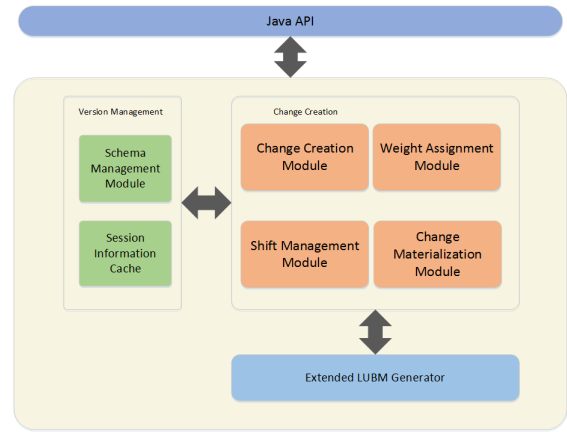 Java API
Version Management
Schema
Management
Module
Session
Information
Cache
Change Creation
Change Creation
Module
Weight Assignment
Module
Shift Management
Module
Change
Materialization
Module
Extended LUBM Generator